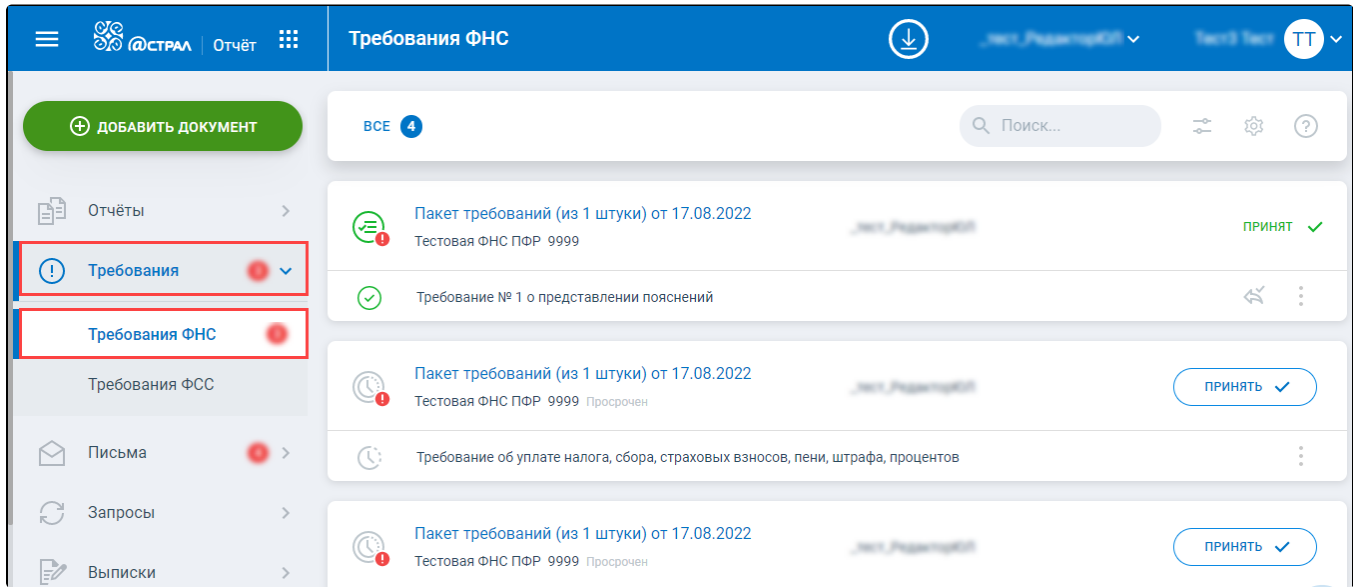 @СТРАЛ | Отчёт
Требования ФНС
ТТ
ДОБАВИТЬ ДОКУМЕНТ
Отчёты
Требования
Требования ФНС
Требования ФСС
Письма
Запросы
Выписки
ВСЕ 4
Поиск...
Пакет требований (из 1 штуки) от 17.08.2022
Тестовая ФНС ПФР 9999
ПРИНЯТ
Требование № 1 о представлении пояснений
Пакет требований (из 1 штуки) от 17.08.2022
Тестовая ФНС ПФР 9999 Просрочен
ПРИНЯТЬ
Требование об уплате налога, сбора, страховых взносов, пени, штрафа, процентов
Пакет требований (из 1 штуки) от 17.08.2022
Тестовая ФНС ПФР 9999 Просрочен
ПРИНЯТЬ